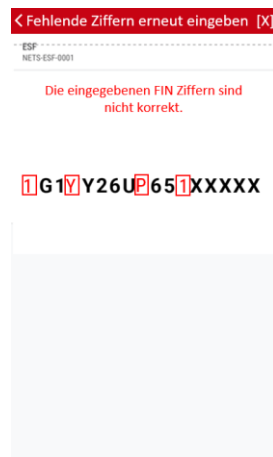 < Fehlende Ziffern erneut eingeben [X]
ESF
NETS-ESF-0001
Die eingegebenen FIN Ziffern sind
nicht korrekt.
1G1YY26UP651XXXXX